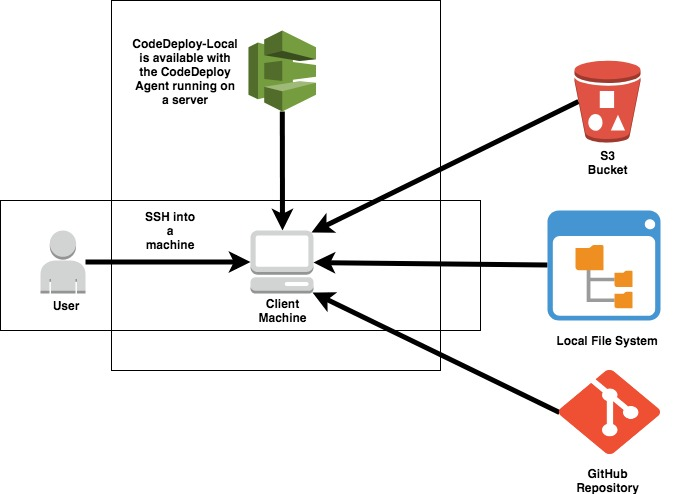 CodeDeploy-Local
is available with
the CodeDeploy
Agent running on
a server
S3
Bucket
SSH into
a
machine
User
Client
Machine
Local File System
GitHub
Repository